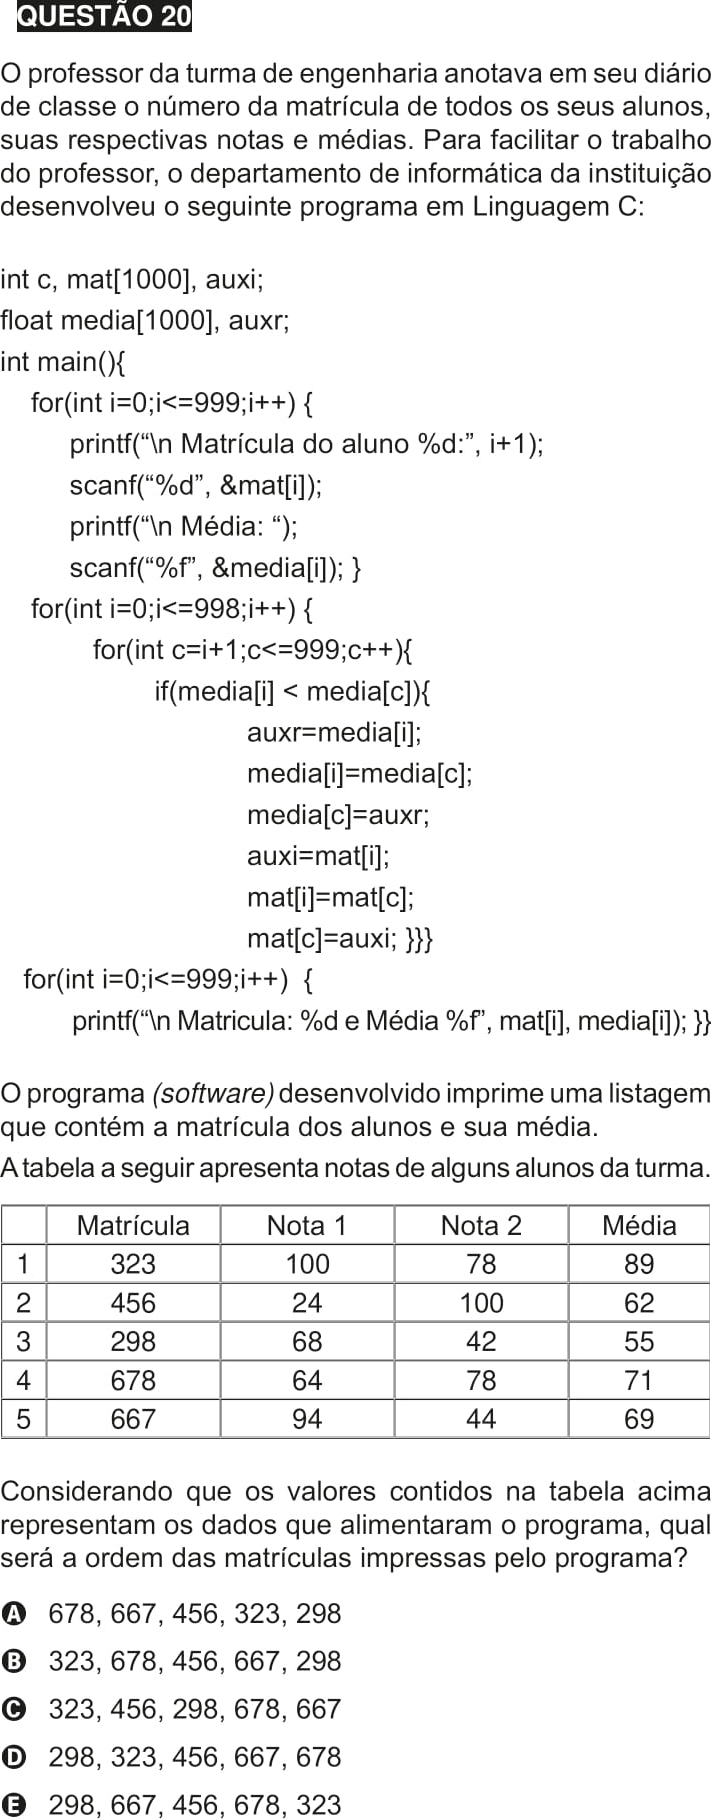 QUESTÃO 20
O professor da turma de engenharia anotava em seu diário
de classe o número da matrícula de todos os seus alunos,
suas respectivas notas e médias. Para facilitar o trabalho
do professor, o departamento de informática da instituição
desenvolveu o seguinte programa em Linguagem C:
int c, mat[1000], auxi;
float media[1000], auxr;
int main(){
for(int i=0;i<=999;i++) {
printf(“\n Matrícula do aluno %d:”, i+1);
scanf(“%d”, &mat[i]);
printf(“\n Média: “);
scanf(“%f”, &media[i]); }
for(int i=0;i<=998;i++) {
for(int c=i+1;c<=999;c++){
if(media[i] < media[c]){
auxr=media[i];
media[i]=media[c];
media[c]=auxr;
auxi=mat[i];
mat[i]=mat[c];
mat[c]=auxi; }}}
for(int i=0;i<=999;i++) {
printf(“\n Matricula: %d e Média %f”, mat[i], media[i]); }}
O programa (software) desenvolvido imprime uma listagem
que contém a matrícula dos alunos e sua média.
A tabela a seguir apresenta notas de alguns alunos da turma.
Matrícula Nota 1 Nota 2 Média
1 323 100 78 89
2 456 24 100 62
3 298 68 42 55
4 678 64 78 71
5 667 94 44 69
Considerando que os valores contidos na tabela acima
representam os dados que alimentaram o programa, qual
será a ordem das matrículas impressas pelo programa?
A 678, 667, 456, 323, 298
B 323, 678, 456, 667, 298
C 323, 456, 298, 678, 667
D 298, 323, 456, 667, 678
E 298, 667, 456, 678, 323